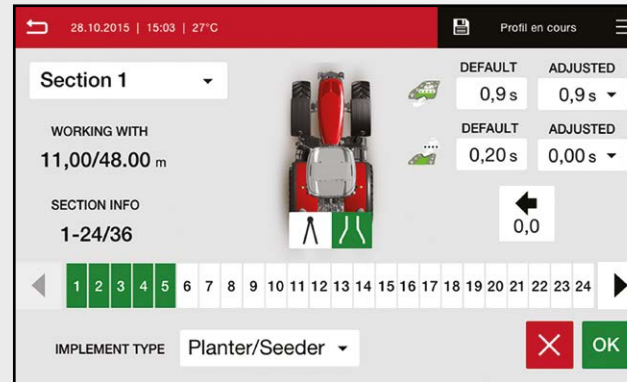 28.10.2015 | 15:03 | 27°C
Profil en cours
Section 1
DEFAULT ADJUSTED
0,9 s 0,9 s
WORKING WITH
11,00/48.00 m
DEFAULT ADJUSTED
0,20 s 0,00 s
SECTION INFO
1-24/36
0,0
1 2 3 4 5 6 7 8 9 10 11 12 13 14 15 16 17 18 19 20 21 22 23 24
IMPLEMENT TYPE Planter/Seeder
OK